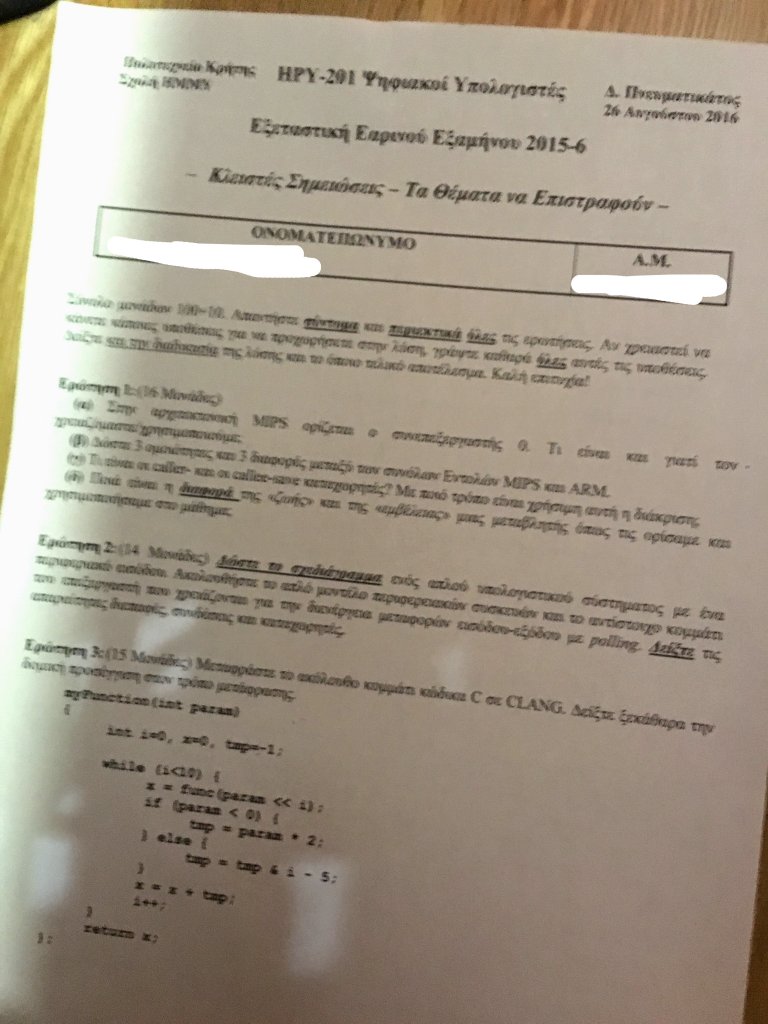 Πολυτεχνείο Κρήτης
Σχολή ΗΜΜΥ
ΗΡΥ-201 Ψηφιακοί Υπολογιστές
Δ. Πνευματικάτος
26 Αυγούστου 2016
Εξεταστική Εαρινού Εξαμήνου 2015-6
– Κλειστές Σημειώσεις – Τα Θέματα να Επιστραφούν –
ΟΝΟΜΑΤΕΠΩΝΥΜΟ
Α.Μ.
Σύνολο μονάδων 100+10. Απαντήστε σύντομα και περιεκτικά όλες τις ερωτήσεις. Αν χρειαστεί να
κάνετε κάποιες υποθέσεις για να προχωρήσετε στην λύση, γράψτε καθαρά όλες αυτές τις υποθέσεις.
Δείξτε και την διαδικασία της λύσης και το όποιο τελικό αποτέλεσμα. Καλή επιτυχία!
Ερώτηση 1: (16 Μονάδες)
(α) Στην αρχιτεκτονική MIPS ορίζεται ο συνεπεξεργαστής 0. Τι είναι και γιατί τον
χρειαζόμαστε/χρησιμοποιούμε;
(β) Δώστε 3 ομοιότητες και 3 διαφορές μεταξύ των συνόλων Εντολών MIPS και ARM.
(γ) Τι είναι οι caller- και οι callee-save καταχωρητές? Με ποιό τρόπο είναι χρήσιμη αυτή η διάκριση;
(δ) Ποιά είναι η διαφορά της «ζωής» και της «εμβέλειας» μιας μεταβλητής όπως τις ορίσαμε και
χρησιμοποιήσαμε στο μάθημα;
Ερώτηση 2: (14 Μονάδες) Δώστε το σχεδιάγραμμα ενός απλού υπολογιστικού σύστηματος με ένα
περιφερειακό εισόδου. Ακολουθήστε το απλό μοντέλο περιφερειακών συσκευών και το αντίστοιχο κομμάτι
του επεξεργαστή που χρειάζονται για την διενέργεια μεταφορών εισόδου-εξόδου με polling. Δείξτε τις
απαραίτητες διεπαφές, συνδέσεις και καταχωρητές.
Ερώτηση 3: (15 Μονάδες) Μεταφράστε το ακόλουθο κομμάτι κώδικα C σε CLANG. Δείξτε ξεκάθαρα την
δομική προσέγγιση στον τρόπο μετάφρασης.
myFunction(int param)
{
int i=0, x=0, tmp=-1;
while (i<10) {
x = func(param << i);
if (param < 0) {
tmp = param * 2;
} else {
tmp = tmp & i - 5;
}
x = x + tmp;
i++;
}
return x;
};